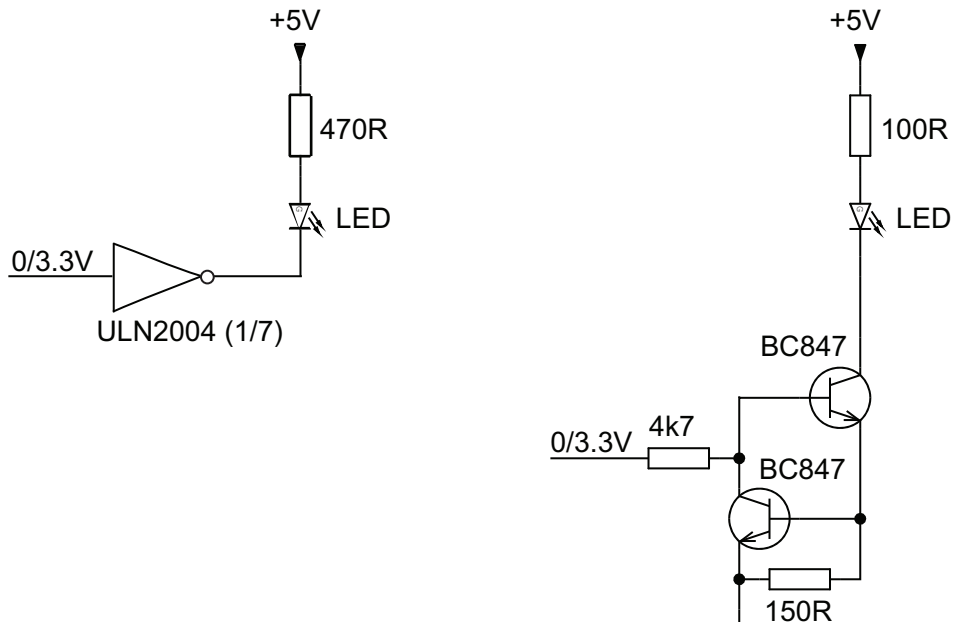 +5V
470R
LED
0/3.3V
ULN2004 (1/7)
+5V
100R
LED
BC847
4k7
0/3.3V
BC847
150R